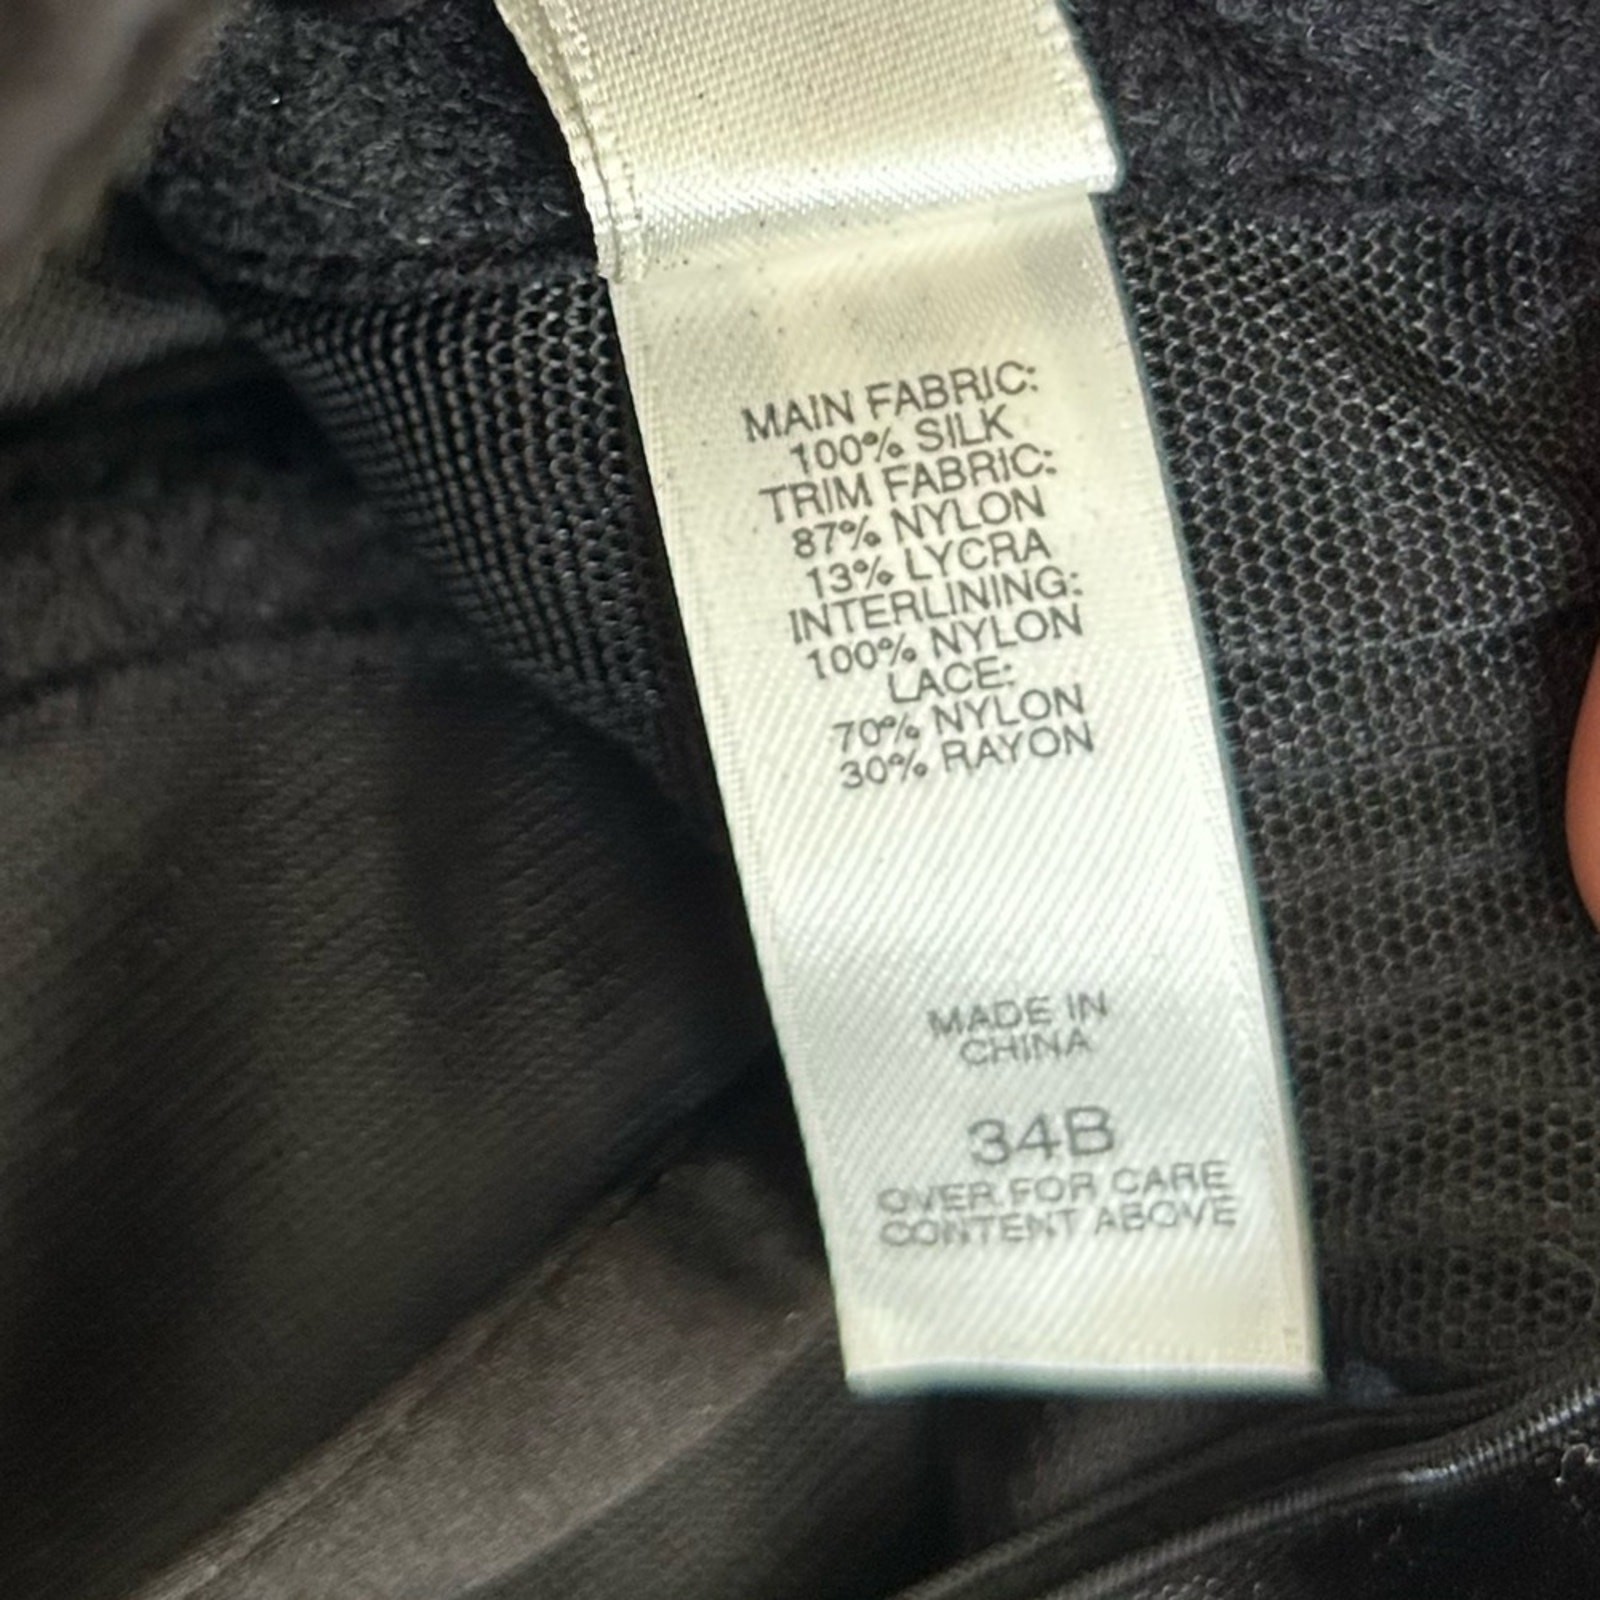 MAIN FABRIC:
100% SILK
TRIM FABRIC:
87% NYLON
13% LYCRA
INTERLINING:
100% NYLON
LACE:
70% NYLON
30% RAYON
MADE IN
CHINA
34B
OVER FOR CARE
CONTENT ABOVE